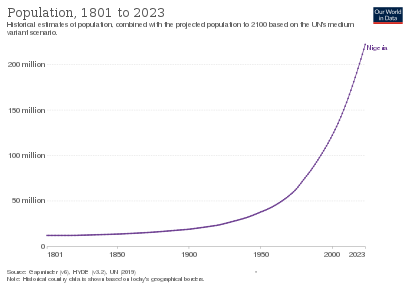 Population, 1801 to 2023
Historical estimates of population, combined with the projected population to 2100 based on the UN's medium
variant scenario.
Our World
in Data
Nigeria
200 million
150 million
100 million
50 million
0
1801 1850 1900 1950 2000 2023
Source: Gapminder (v6), HYDE (v3.2), UN (2019)
Note: Historical country data is shown based on today's geographical borders.